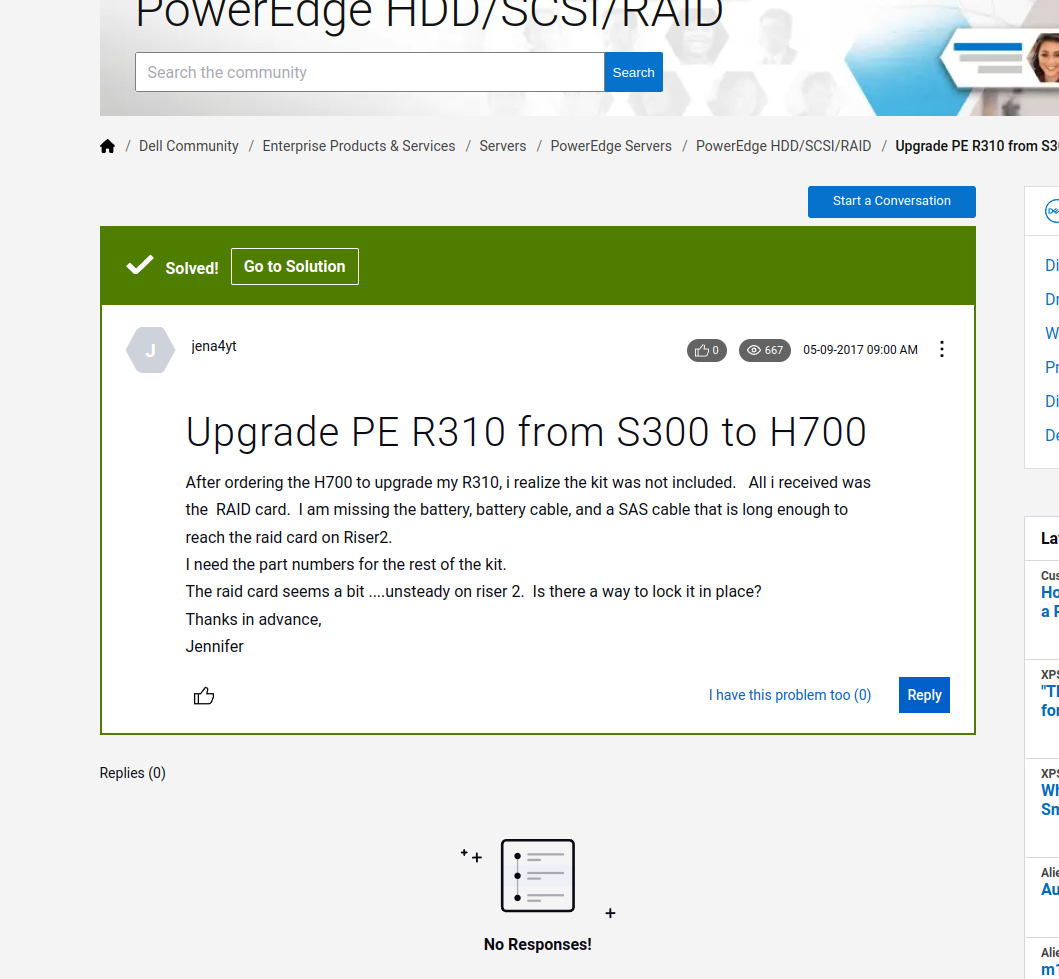 PowerEdge HDD/SCSI/RAID
Search the community
Search
/ Dell Community / Enterprise Products & Services / Servers / PowerEdge Servers / PowerEdge HDD/SCSI/RAID / Upgrade PE R310 from S30
Start a Conversation
Solved!
Go to Solution
J
jena4yt
0
667
05-09-2017 09:00 AM
Upgrade PE R310 from S300 to H700
After ordering the H700 to upgrade my R310, i realize the kit was not included.   All i received was
the  RAID card.  I am missing the battery, battery cable, and a SAS cable that is long enough to
reach the raid card on Riser2.
I need the part numbers for the rest of the kit.
The raid card seems a bit ....unsteady on riser 2.  Is there a way to lock it in place?
Thanks in advance,
Jennifer
I have this problem too (0)
Reply
Replies (0)
No Responses!
Di
Dr
W
Pr
Di
De
La
Cus
Ho
a F
XPS
"Tl
for
XPS
Wh
Sn
Alie
Au
Alie
m1